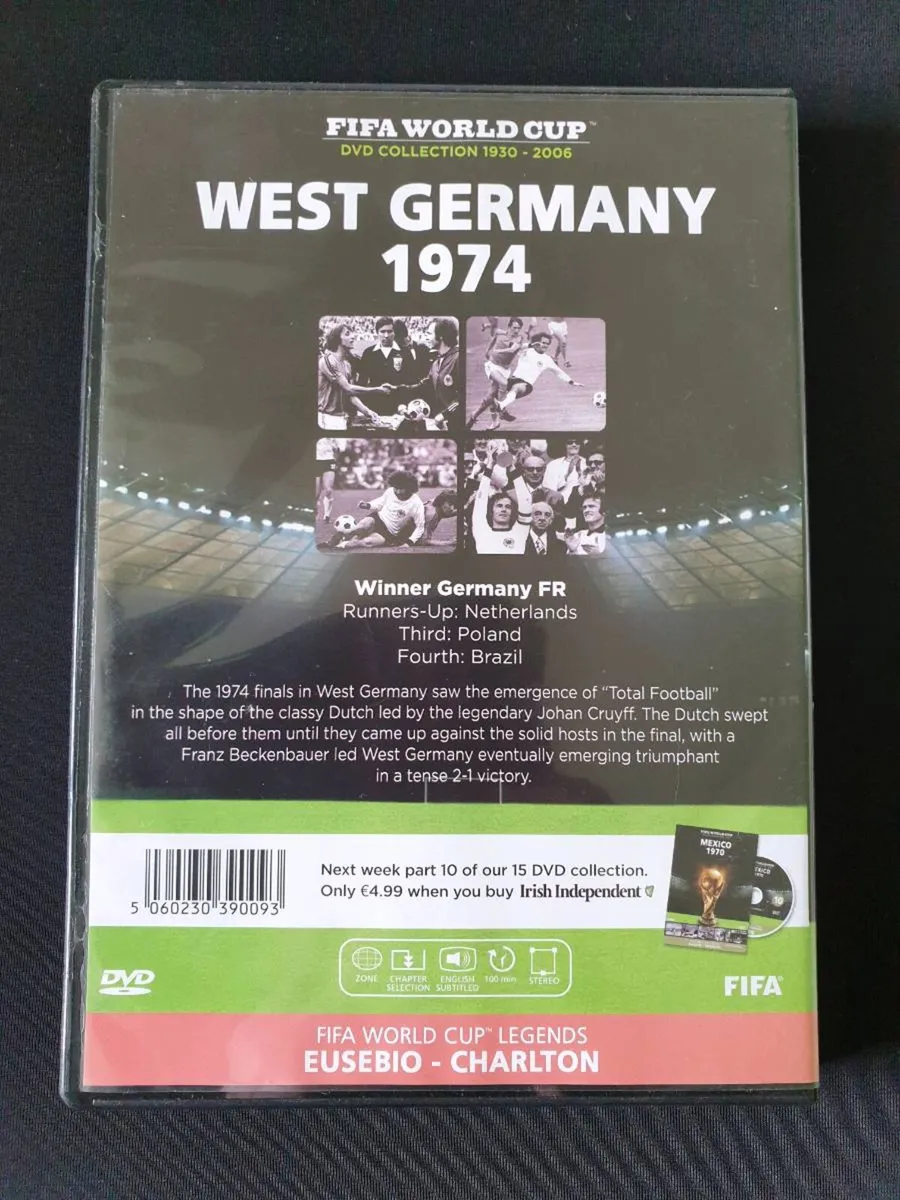 FIFA WORLD CUP™
DVD COLLECTION 1930 - 2006
WEST GERMANY
1974
Winner Germany FR
Runners-Up: Netherlands
Third: Poland
Fourth: Brazil
The 1974 finals in West Germany saw the emergence of “Total Football”
in the shape of the classy Dutch led by the legendary Johan Cruyff. The Dutch swept
all before them until they came up against the solid hosts in the final, with a
Franz Beckenbauer led West Germany eventually emerging triumphant
in a tense 2-1 victory.
Next week part 10 of our 15 DVD collection.
Only €4.99 when you buy Irish Independent
5 060230 390093
FIFA WORLD CUP
MEXICO
1970
10
ZONE
CHAPTER
SELECTION
ENGLISH
SUBTITLED
100 min
STEREO
DVD
FIFA
FIFA WORLD CUP™ LEGENDS
EUSEBIO - CHARLTON